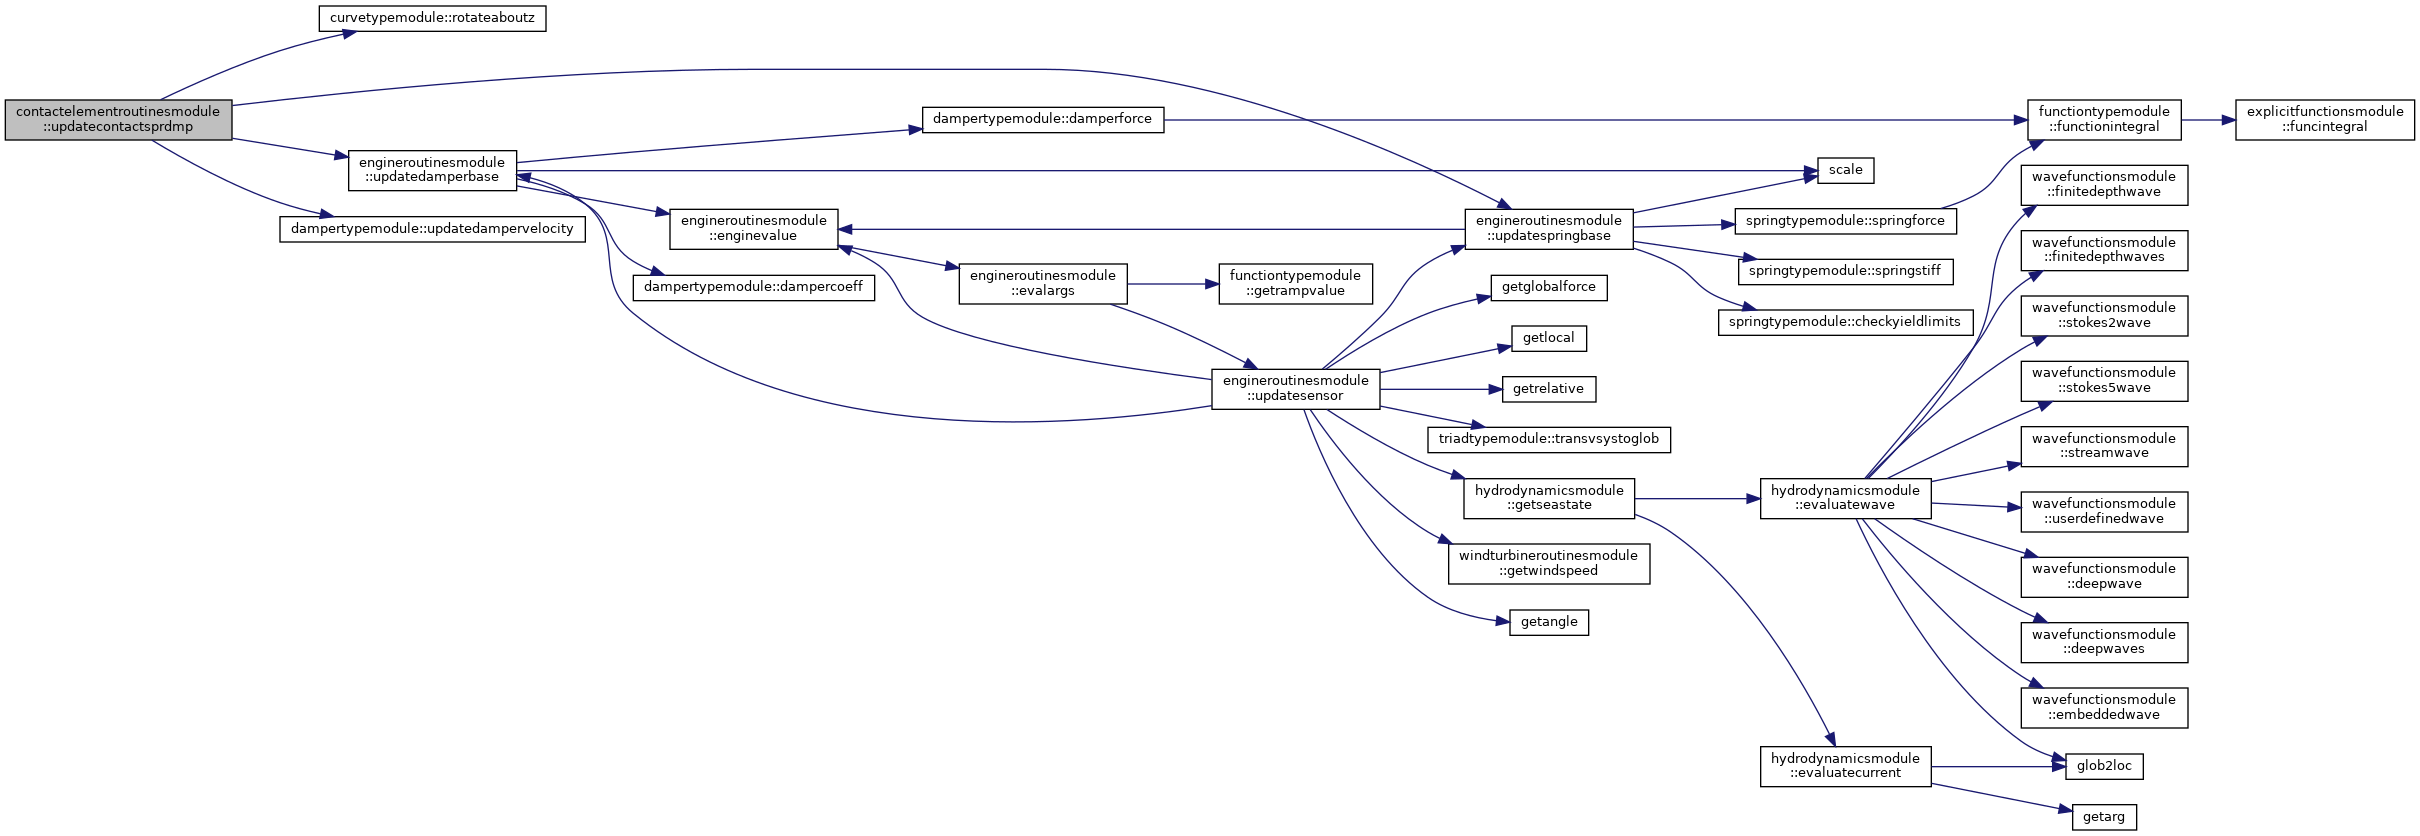 curvetypemodule::rotateaboutz
contactelementroutinesmodule
::updatecontactsprdmp
engineroutinesmodule
::updatedamperbase
dampertypemodule::updatedampervelocity
dampertypemodule::damperforce
engineroutinesmodule
::enginevalue
dampertypemodule::dampercoeff
engineroutinesmodule
::evalargs
functiontypemodule
::getrampvalue
engineroutinesmodule
::updatesensor
engineroutinesmodule
::updatespringbase
getglobalforce
getlocal
getrelative
triadtypemodule::transvsystoglob
hydrodynamicsmodule
::getseastate
windturbineroutinesmodule
::getwindspeed
getangle
scale
springtypemodule::springforce
springtypemodule::springstiff
springtypemodule::checkyieldlimits
hydrodynamicsmodule
::evaluatewave
hydrodynamicsmodule
::evaluatecurrent
functiontypemodule
::functionintegral
explicitfunctionsmodule
::funcintegral
wavefunctionsmodule
::finitedepthwave
wavefunctionsmodule
::finitedepthwaves
wavefunctionsmodule
::stokes2wave
wavefunctionsmodule
::stokes5wave
wavefunctionsmodule
::streamwave
wavefunctionsmodule
::userdefinedwave
wavefunctionsmodule
::deepwave
wavefunctionsmodule
::deepwaves
wavefunctionsmodule
::embeddedwave
glob2loc
getarg